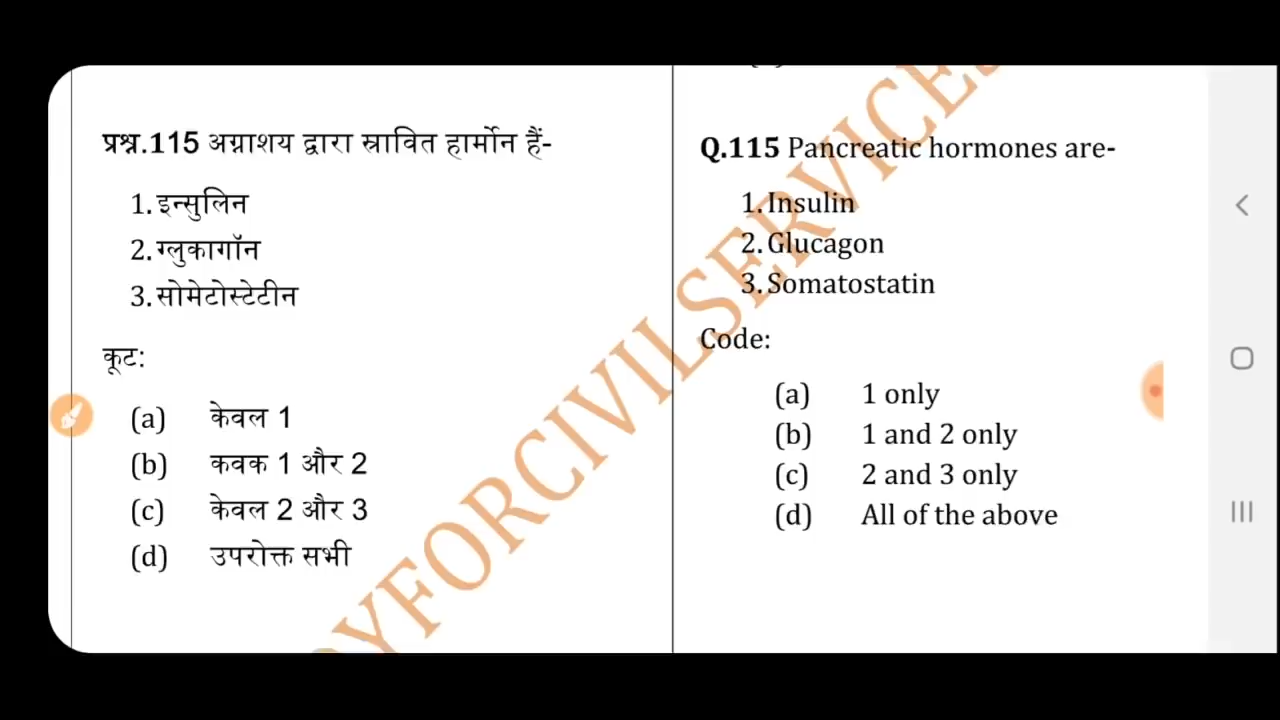 प्रश्न.115 अग्नाशय द्वारा स्रावित हार्मोन हैं-
1. इन्सुलिन
2. ग्लुकागॉन
3. सोमेटोस्टेटीन
कूट:
(a) केवल 1
(b) कवक 1 और 2
(c) केवल 2 और 3
(d) उपरोक्त सभी
Q.115 Pancreatic hormones are-
1. Insulin
2. Glucagon
3. Somatostatin
Code:
(a) 1 only
(b) 1 and 2 only
(c) 2 and 3 only
(d) All of the above
YFORCIVILSERVICES